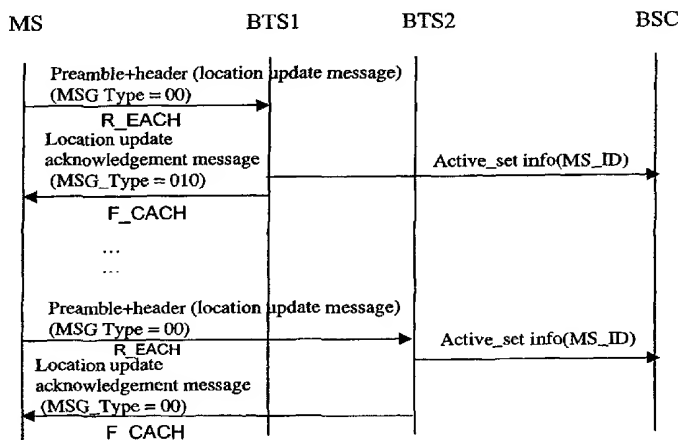 MS BTS1 BTS2 BSC
Preamble+header (location update message)
(MSG Type = 00)
R_EACH
Location update
acknowledgement message
(MSG_Type = 010)
Active_set info(MS_ID)
F_CACH
...
...
Preamble+header (location update message)
(MSG Type = 00)
R_EACH
Active_set info(MS_ID)
Location update
acknowledgement message
(MSG_Type = 00)
F_CACH